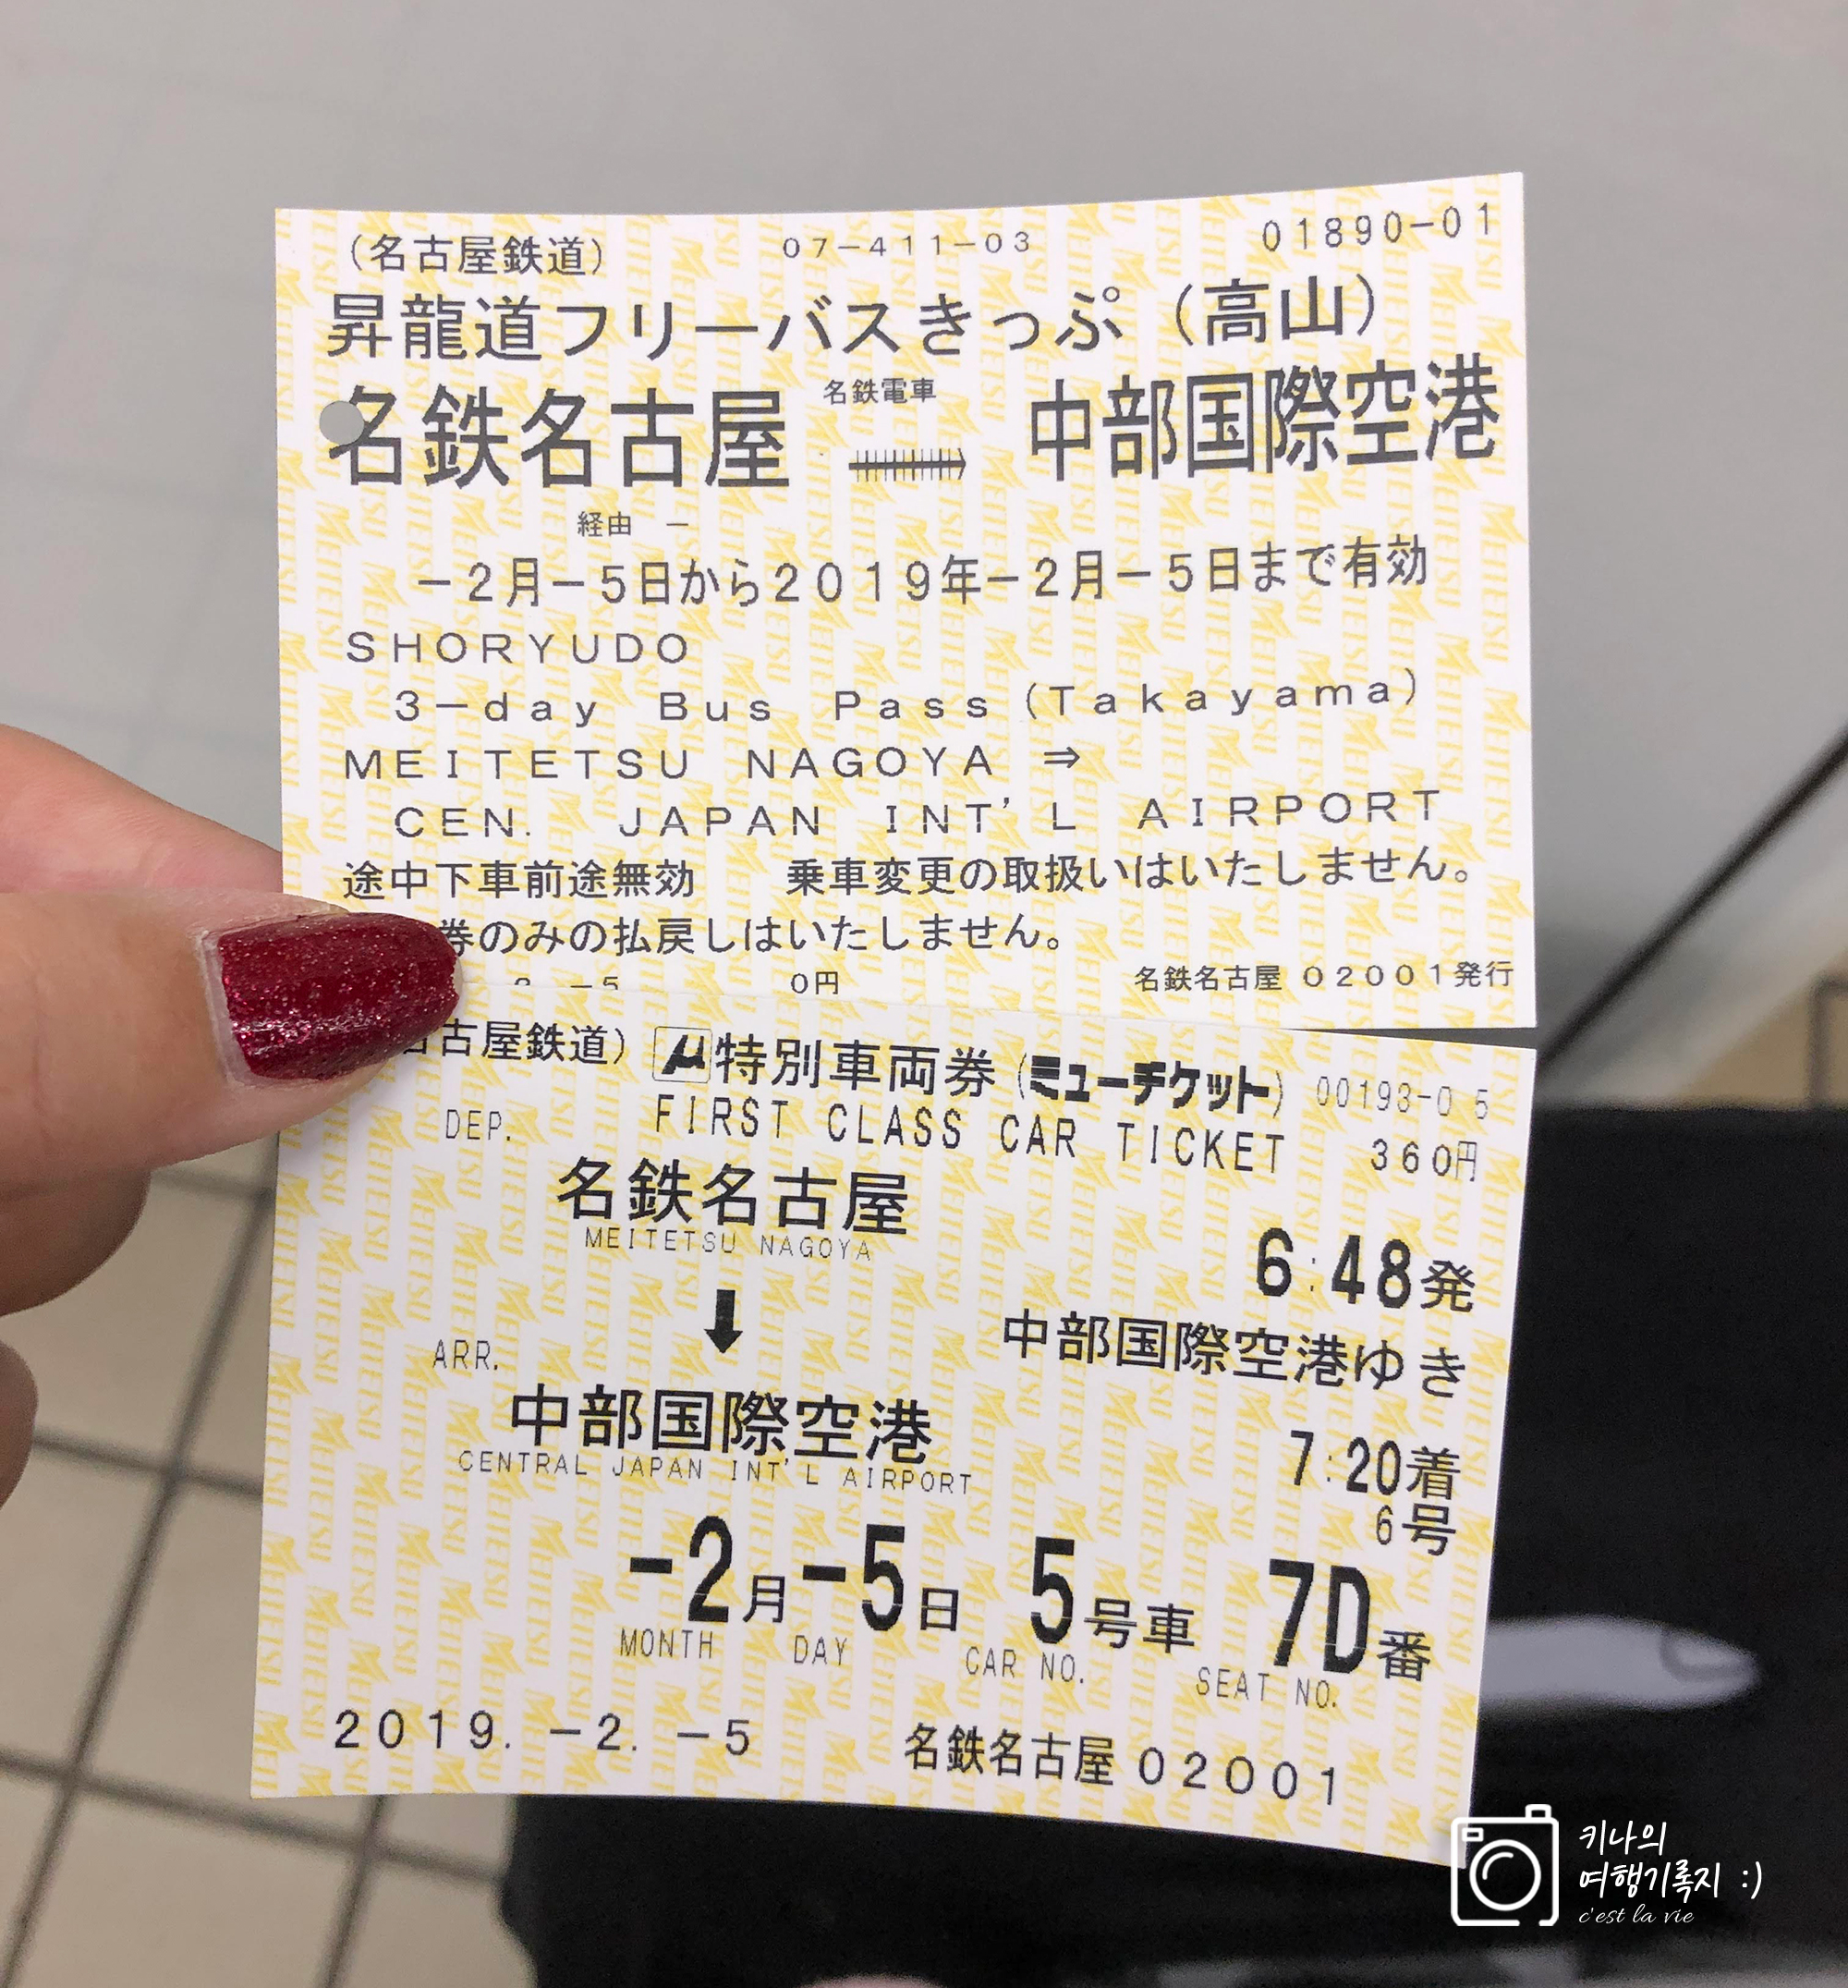 (名古屋鉄道) 07-411-03 01890-01
昇龍道フリーバスきっぷ(高山)
名鉄名古屋 名鉄電車 中部国際空港
経由 −
−2月−5日から2019年−2月−5日まで有効
SHORYUDO
3−day Bus Pass(Takayama)
MEITETSU NAGOYA ⇒
CEN. JAPAN INT'L AIRPORT
途中下車前途無効 乗車変更の取扱いはいたしません。
券のみの払戻しはいたしません。
0円 名鉄名古屋 02001発行
古屋鉄道) μ特別車両券(ミューチケット) 00193-05
DEP. FIRST CLASS CAR TICKET 360円
名鉄名古屋
MEITETSU NAGOYA
6:48発
↓ 中部国際空港ゆき
ARR.
中部国際空港 7:20着
CENTRAL JAPAN INT'L AIRPORT
6号
-2月-5日 5号車 7D番
MONTH DAY CAR NO. SEAT NO.
2019. −2. −5 名鉄名古屋 02001
키나의
여행기록지 :)
c'est la vie